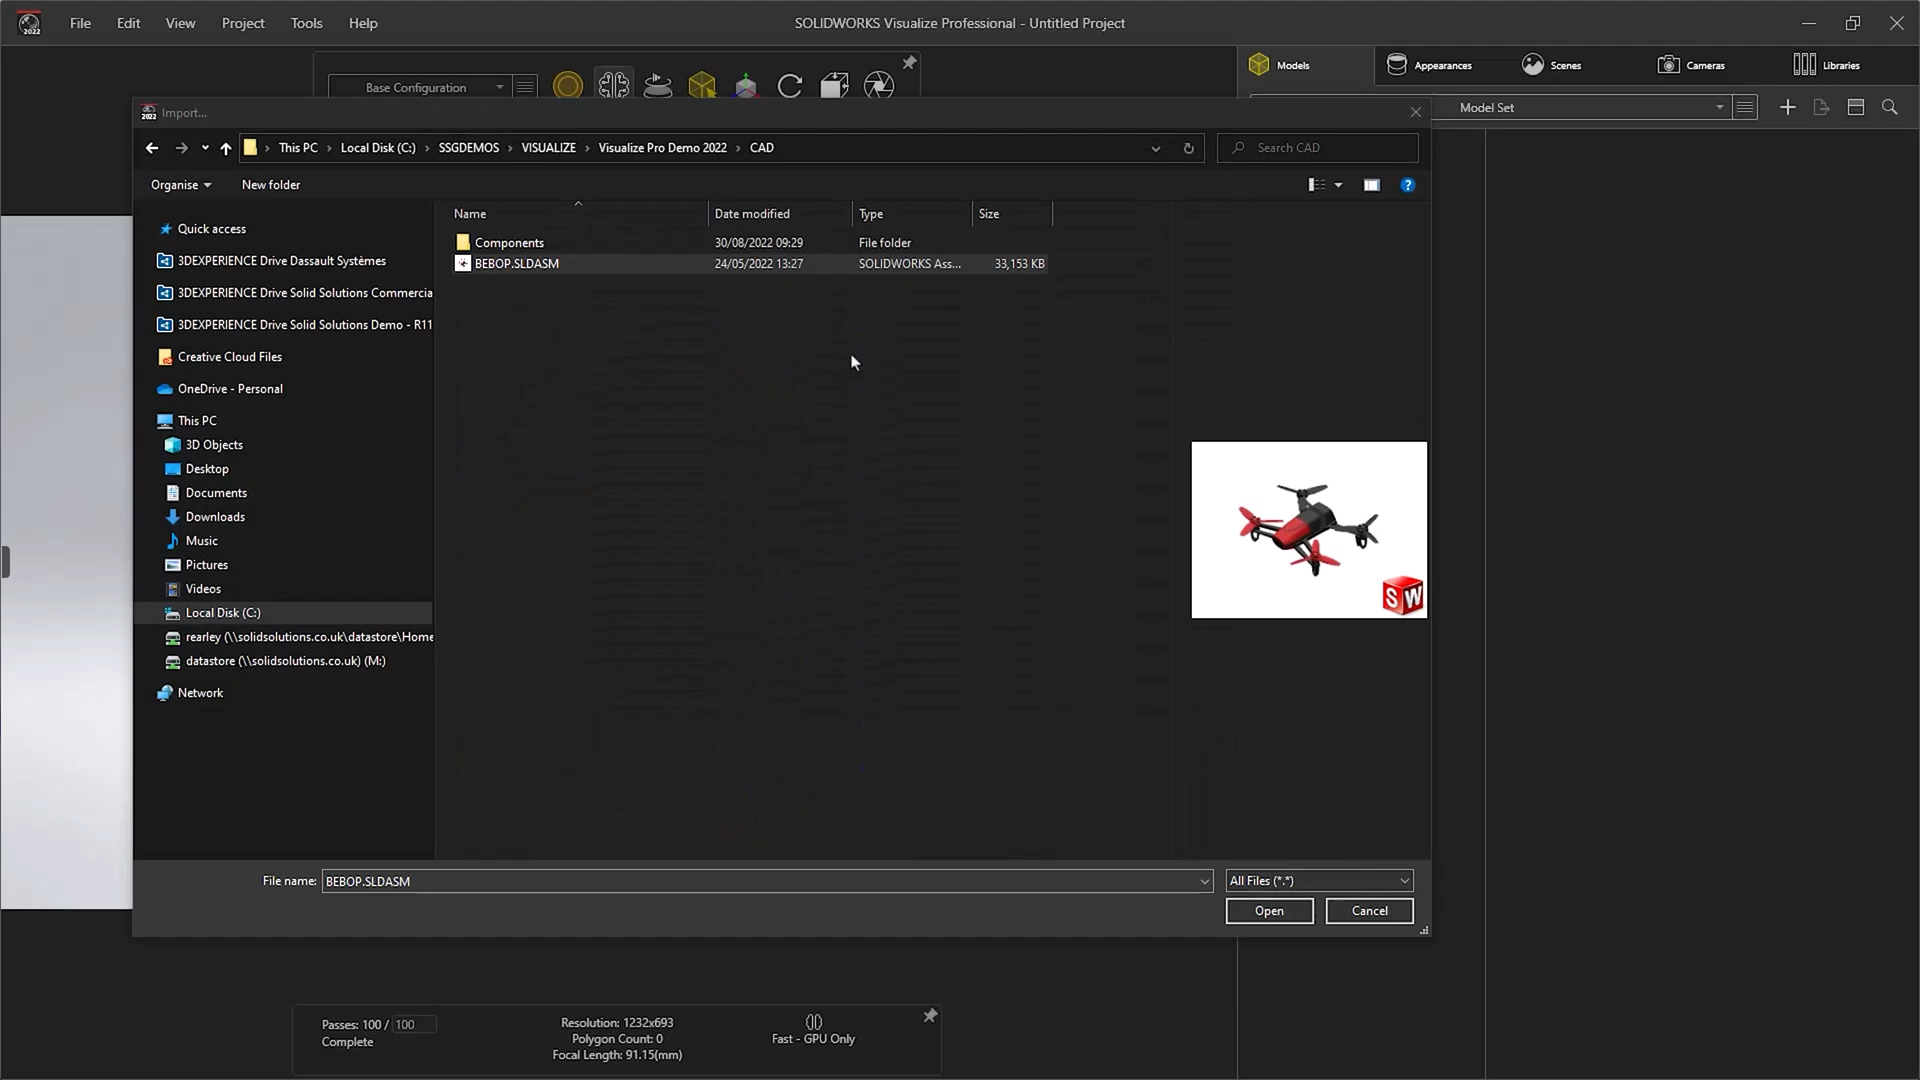 2022 File Edit View Project Tools Help SOLIDWORKS Visualize Professional - Untitled Project
Base Configuration
Models Appearances Scenes Cameras Libraries
Model Set
2022 Import...
This PC Local Disk (C:) SSGDEMOS VISUALIZE Visualize Pro Demo 2022 CAD
Search CAD
Organise New folder
Name Date modified Type Size
Components 30/08/2022 09:29 File folder
BEBOP.SLDASM 24/05/2022 13:27 SOLIDWORKS Ass... 33,153 KB
Quick access
3DEXPERIENCE Drive Dassault Systèmes
3DEXPERIENCE Drive Solid Solutions Commercia
3DEXPERIENCE Drive Solid Solutions Demo - R11
Creative Cloud Files
OneDrive - Personal
This PC
3D Objects
Desktop
Documents
Downloads
Music
Pictures
Videos
Local Disk (C:)
rearley (\\solidsolutions.co.uk\datastore\Home
datastore (\\solidsolutions.co.uk) (M:)
Network
SW
File name: BEBOP.SLDASM All Files (*.*)
Open Cancel
Passes: 100 / 100
Complete
Resolution: 1232x693
Polygon Count: 0
Focal Length: 91.15(mm)
Fast - GPU Only